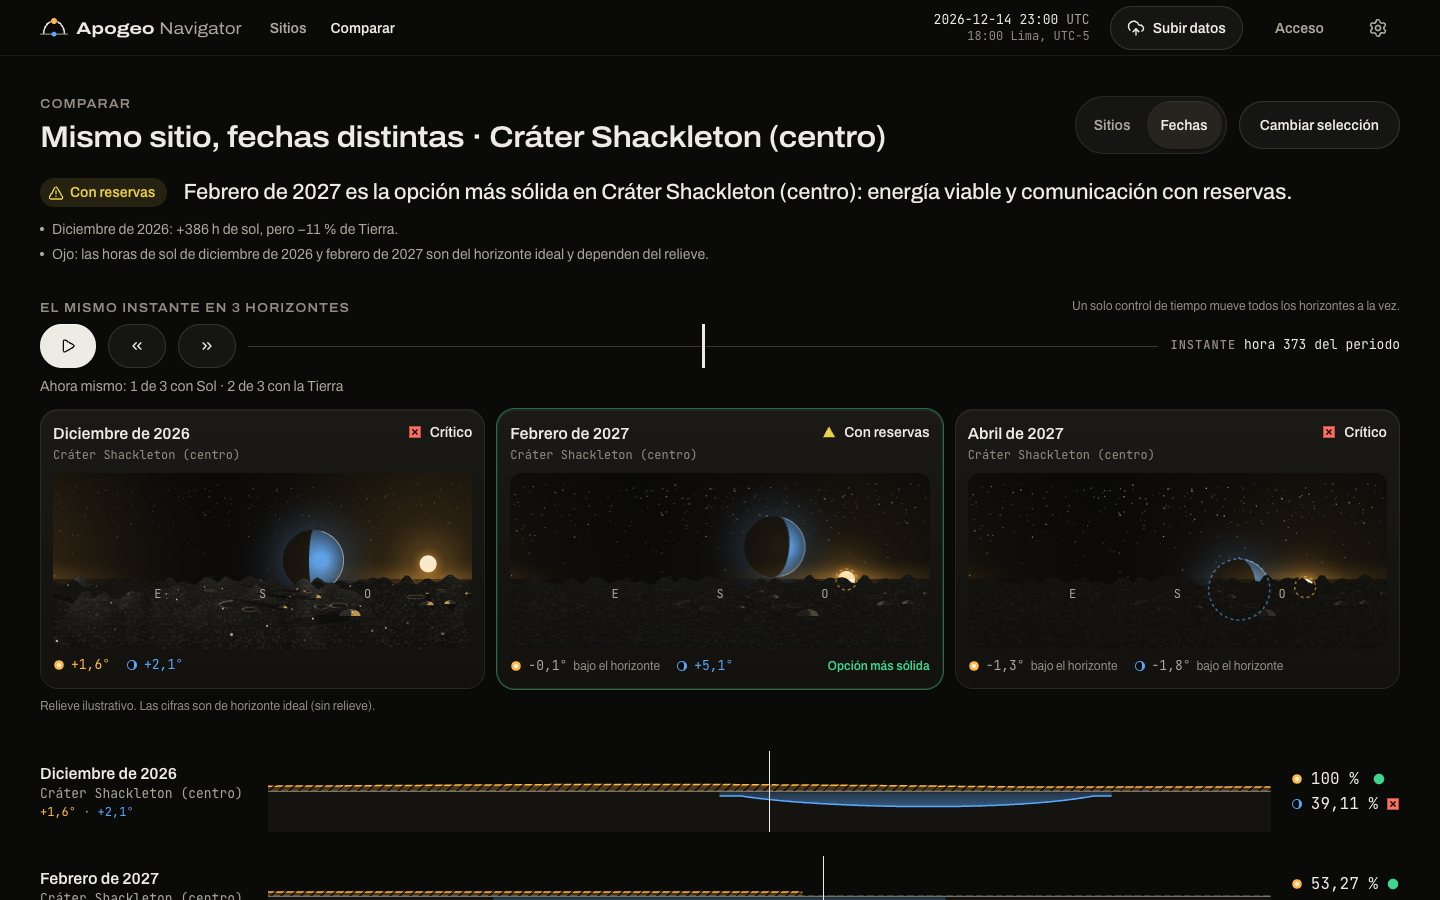 Apogeo Navigator
Sitios
Comparar
2026-12-14 23:00 UTC
18:00 Lima, UTC-5
Subir datos
Acceso
COMPARAR
Mismo sitio, fechas distintas · Cráter Shackleton (centro)
Sitios
Fechas
Cambiar selección
Con reservas
Febrero de 2027 es la opción más sólida en Cráter Shackleton (centro): energía viable y comunicación con reservas.
• Diciembre de 2026: +386 h de sol, pero −11 % de Tierra.
• Ojo: las horas de sol de diciembre de 2026 y febrero de 2027 son del horizonte ideal y dependen del relieve.
EL MISMO INSTANTE EN 3 HORIZONTES
Un solo control de tiempo mueve todos los horizontes a la vez.
INSTANTE hora 373 del periodo
Ahora mismo: 1 de 3 con Sol · 2 de 3 con la Tierra
Diciembre de 2026
Crítico
Cráter Shackleton (centro)
E
S
O
+1,6°
+2,1°
Febrero de 2027
Con reservas
Cráter Shackleton (centro)
E
S
O
-0,1° bajo el horizonte
+5,1°
Opción más sólida
Abril de 2027
Crítico
Cráter Shackleton (centro)
E
S
O
-1,3° bajo el horizonte
-1,8° bajo el horizonte
Relieve ilustrativo. Las cifras son de horizonte ideal (sin relieve).
Diciembre de 2026
Cráter Shackleton (centro)
+1,6° · +2,1°
100 %
39,11 %
Febrero de 2027
Cráter Shackleton (centro)
53,27 %